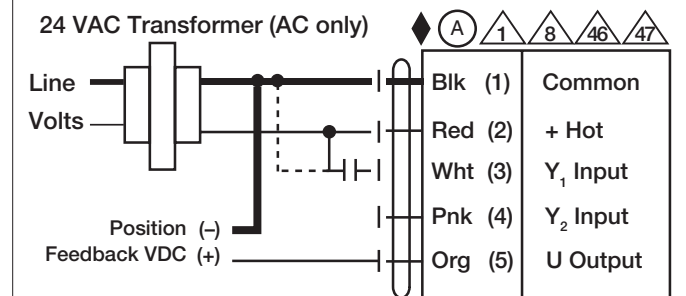 24 VAC Transformer (AC only)
A 1 8 46 47
Line
Volts
Blk (1) Common
Red (2) + Hot
Wht (3) Y₁ Input
Pnk (4) Y₂ Input
Org (5) U Output
Position (–)
Feedback VDC (+)